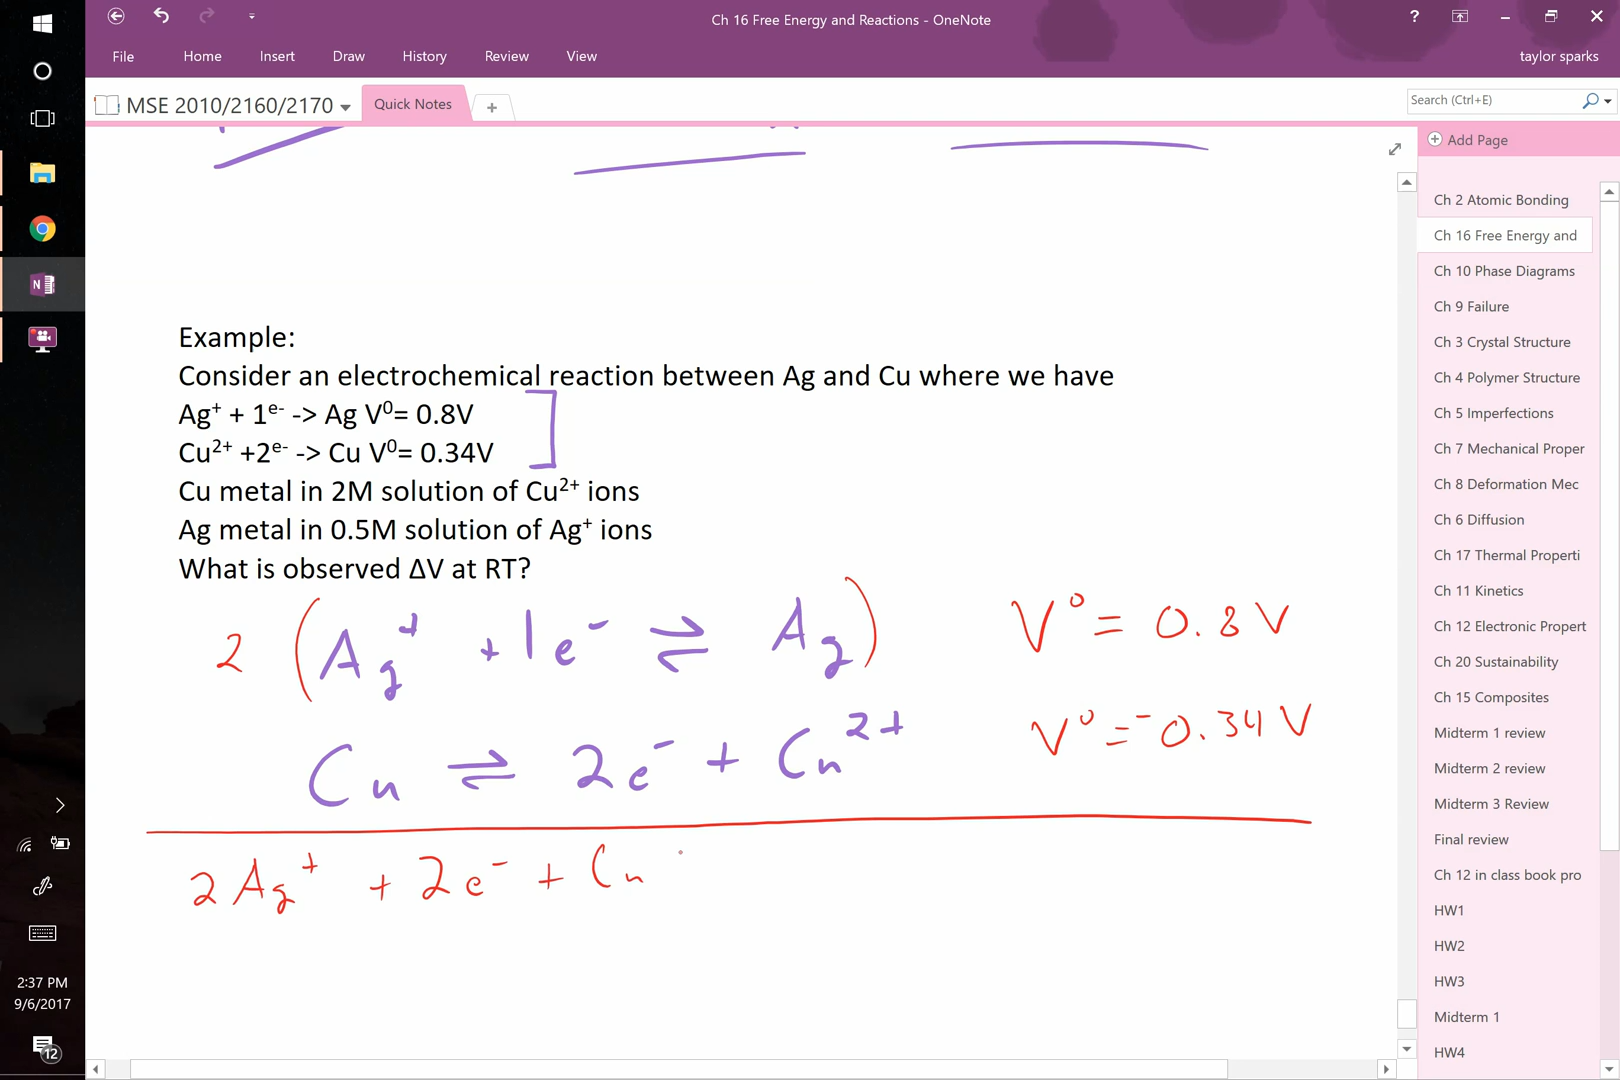 Ch 16 Free Energy and Reactions - OneNote
?
File Home Insert Draw History Review View
taylor sparks
MSE 2010/2160/2170
Quick Notes
+
Search (Ctrl+E)
Add Page
Example:
Consider an electrochemical reaction between Ag and Cu where we have
Ag⁺ + 1ᵉ⁻ -> Ag V⁰= 0.8V
Cu²⁺ +2ᵉ⁻ -> Cu V⁰= 0.34V
Cu metal in 2M solution of Cu²⁺ ions
Ag metal in 0.5M solution of Ag⁺ ions
What is observed ΔV at RT?
2 (Ag⁺ + 1e⁻ ⇌ Ag) V⁰ = 0.8 V
Cu ⇌ 2e⁻ + Cu²⁺ V⁰ = -0.34 V
2Ag⁺ + 2e⁻ + Cu
Ch 2 Atomic Bonding
Ch 16 Free Energy and
Ch 10 Phase Diagrams
Ch 9 Failure
Ch 3 Crystal Structure
Ch 4 Polymer Structure
Ch 5 Imperfections
Ch 7 Mechanical Proper
Ch 8 Deformation Mec
Ch 6 Diffusion
Ch 17 Thermal Properti
Ch 11 Kinetics
Ch 12 Electronic Propert
Ch 20 Sustainability
Ch 15 Composites
Midterm 1 review
Midterm 2 review
Midterm 3 Review
Final review
Ch 12 in class book pro
HW1
HW2
HW3
Midterm 1
HW4
N
2:37 PM
9/6/2017
12